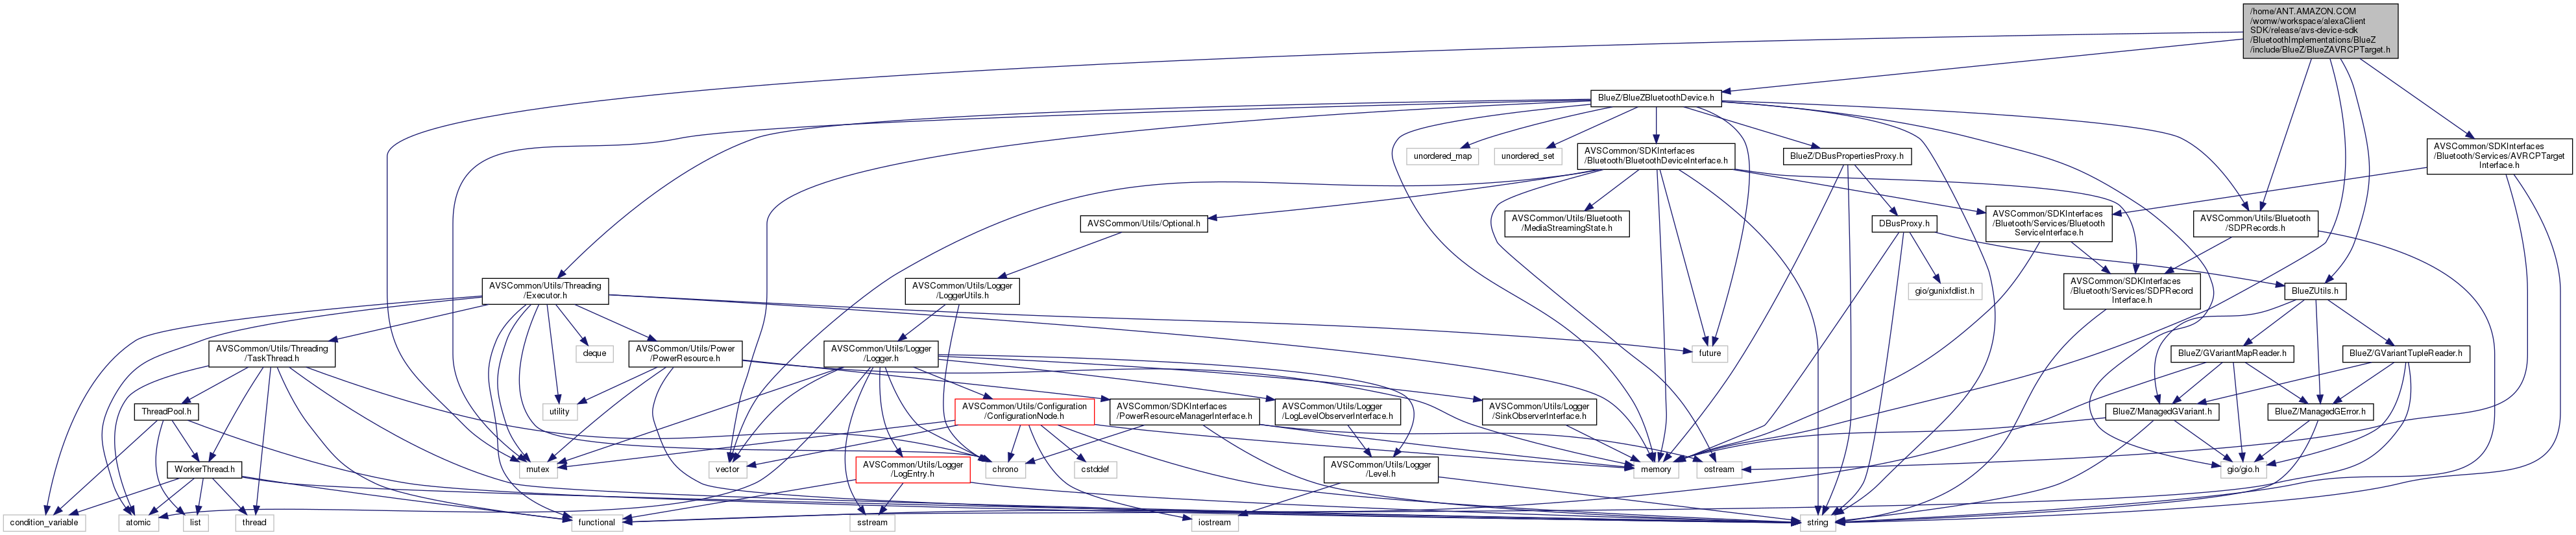 /home/ANT.AMAZON.COM
/womw/workspace/alexaClient
SDK/release/avs-device-sdk
/BluetoothImplementations/BlueZ
/include/BlueZ/BlueZAVRCPTarget.h
BlueZ/BlueZBluetoothDevice.h
unordered_map
unordered_set
AVSCommon/SDKInterfaces
/Bluetooth/BluetoothDeviceInterface.h
BlueZ/DBusPropertiesProxy.h
AVSCommon/SDKInterfaces
/Bluetooth/Services/AVRCPTarget
Interface.h
AVSCommon/Utils/Optional.h
AVSCommon/Utils/Bluetooth
/MediaStreamingState.h
DBusProxy.h
AVSCommon/SDKInterfaces
/Bluetooth/Services/Bluetooth
ServiceInterface.h
AVSCommon/Utils/Bluetooth
/SDPRecords.h
AVSCommon/Utils/Threading
/Executor.h
AVSCommon/Utils/Logger
/LoggerUtils.h
gio/gunixfdlist.h
AVSCommon/SDKInterfaces
/Bluetooth/Services/SDPRecord
Interface.h
BlueZUtils.h
AVSCommon/Utils/Threading
/TaskThread.h
deque
AVSCommon/Utils/Power
/PowerResource.h
AVSCommon/Utils/Logger
/Logger.h
future
BlueZ/GVariantMapReader.h
BlueZ/GVariantTupleReader.h
ThreadPool.h
utility
AVSCommon/Utils/Configuration
/ConfigurationNode.h
AVSCommon/SDKInterfaces
/PowerResourceManagerInterface.h
AVSCommon/Utils/Logger
/LogLevelObserverInterface.h
AVSCommon/Utils/Logger
/SinkObserverInterface.h
BlueZ/ManagedGVariant.h
BlueZ/ManagedGError.h
WorkerThread.h
mutex
vector
AVSCommon/Utils/Logger
/LogEntry.h
chrono
cstddef
AVSCommon/Utils/Logger
/Level.h
memory
ostream
gio/gio.h
condition_variable
atomic
list
thread
functional
sstream
iostream
string